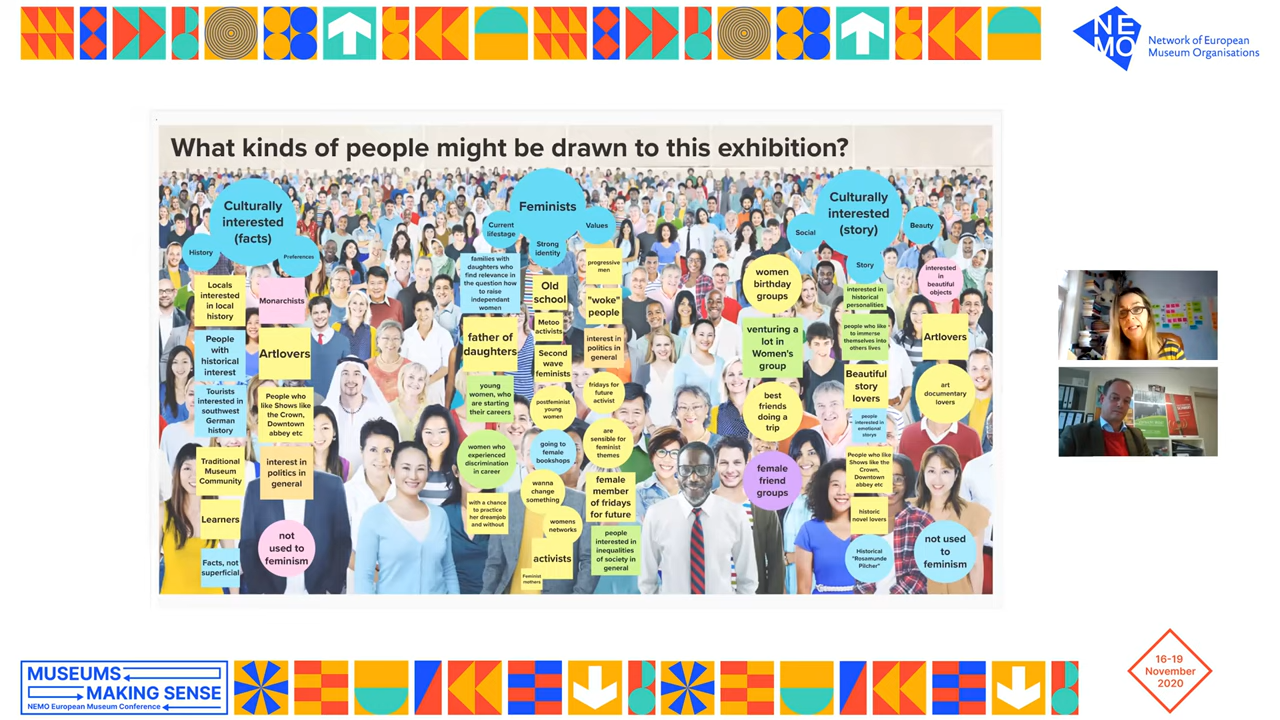 NE
MO
Network of European
Museum Organisations
What kinds of people might be drawn to this exhibition?
Culturally
interested
(facts)
History
Preferences
Locals
interested
in local
history
Monarchists
People
with
historical
interest
Artlovers
Tourists
interested in
southwest
German
history
People who
like Shows like
the Crown,
Downtown
abbey etc
Traditional
Museum
Community
interest in
politics in
general
Learners
Facts, not
superficial
not
used to
feminism
Feminists
Current
lifestage
Strong
identity
Values
families with
daughters who
find relevance in
the question how
to raise
independant
women
father of
daughters
young
women, who
are starting
their careers
women who
experienced
discrimination
in career
with a chance
to practice
her dreamjob
and without
Old
school
Metoo
activists
Second
wave
feminists
postfeminist
young
women
going to
female
bookshops
wanna
change
something
womens
networks
activists
Feminist
mothers
progressive
men
"woke"
people
interest in
politics in
general
fridays for
future
activist
are
sensible for
feminist
themes
female
member
of fridays
for future
people
interested in
inequalities
of society in
general
Culturally
interested
(story)
Social
Story
Beauty
women
birthday
groups
venturing a
lot in
Women's
group
best
friends
doing a
trip
female
friend
groups
interested in
historical
personalities
people who like
to immerse
themselves into
others lives
Beautiful
story
lovers
people
interested in
emotional
storys
People who like
Shows like the
Crown,
Downtown
abbey etc
historic
novel lovers
Historical
"Rosamunde
Pilcher"
interested
in
beautiful
objects
Artlovers
art
documentary
lovers
not used
to
feminism
MUSEUMS
MAKING SENSE
NEMO European Museum Conference
16-19
November
2020